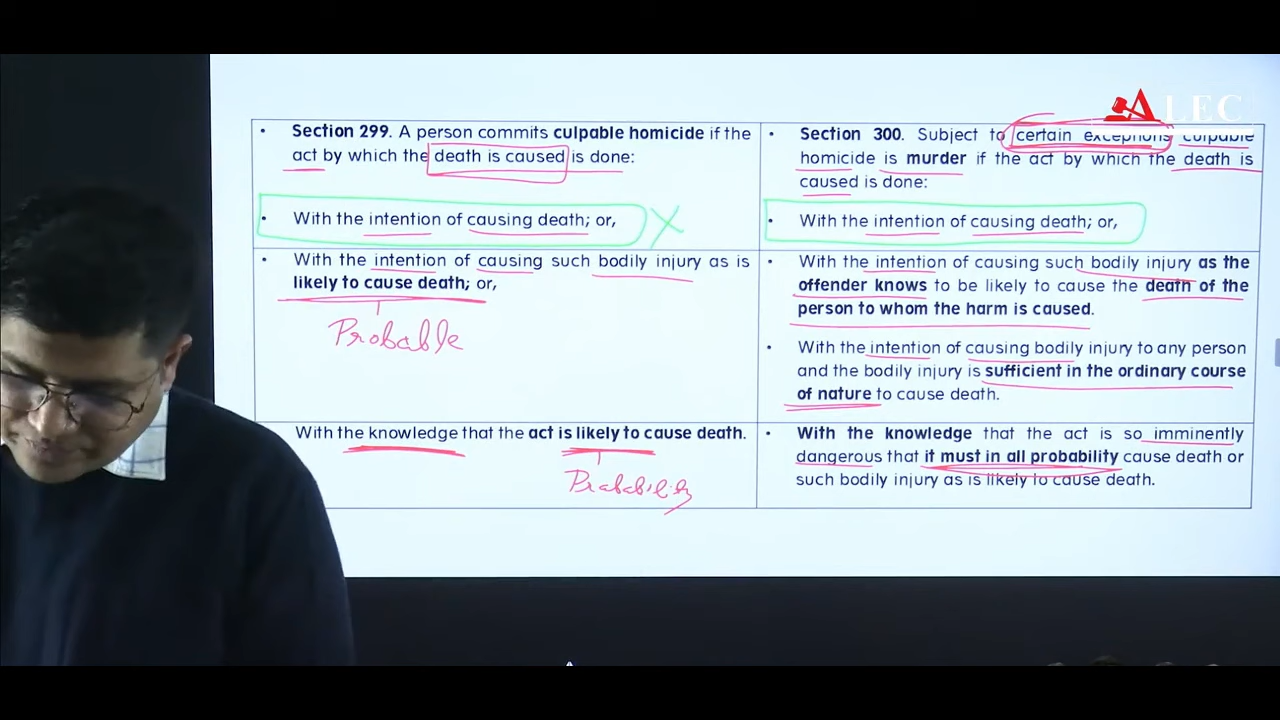 ALEC
• Section 299. A person commits culpable homicide if the
act by which the death is caused is done:
• With the intention of causing death; or,
X
• With the intention of causing such bodily injury as is
likely to cause death; or,
Probable
With the knowledge that the act is likely to cause death.
Probability
• Section 300. Subject to certain exceptions culpable
homicide is murder if the act by which the death is
caused is done:
• With the intention of causing death; or,
• With the intention of causing such bodily injury as the
offender knows to be likely to cause the death of the
person to whom the harm is caused.
• With the intention of causing bodily injury to any person
and the bodily injury is sufficient in the ordinary course
of nature to cause death.
• With the knowledge that the act is so imminently
dangerous that it must in all probability cause death or
such bodily injury as is likely to cause death.